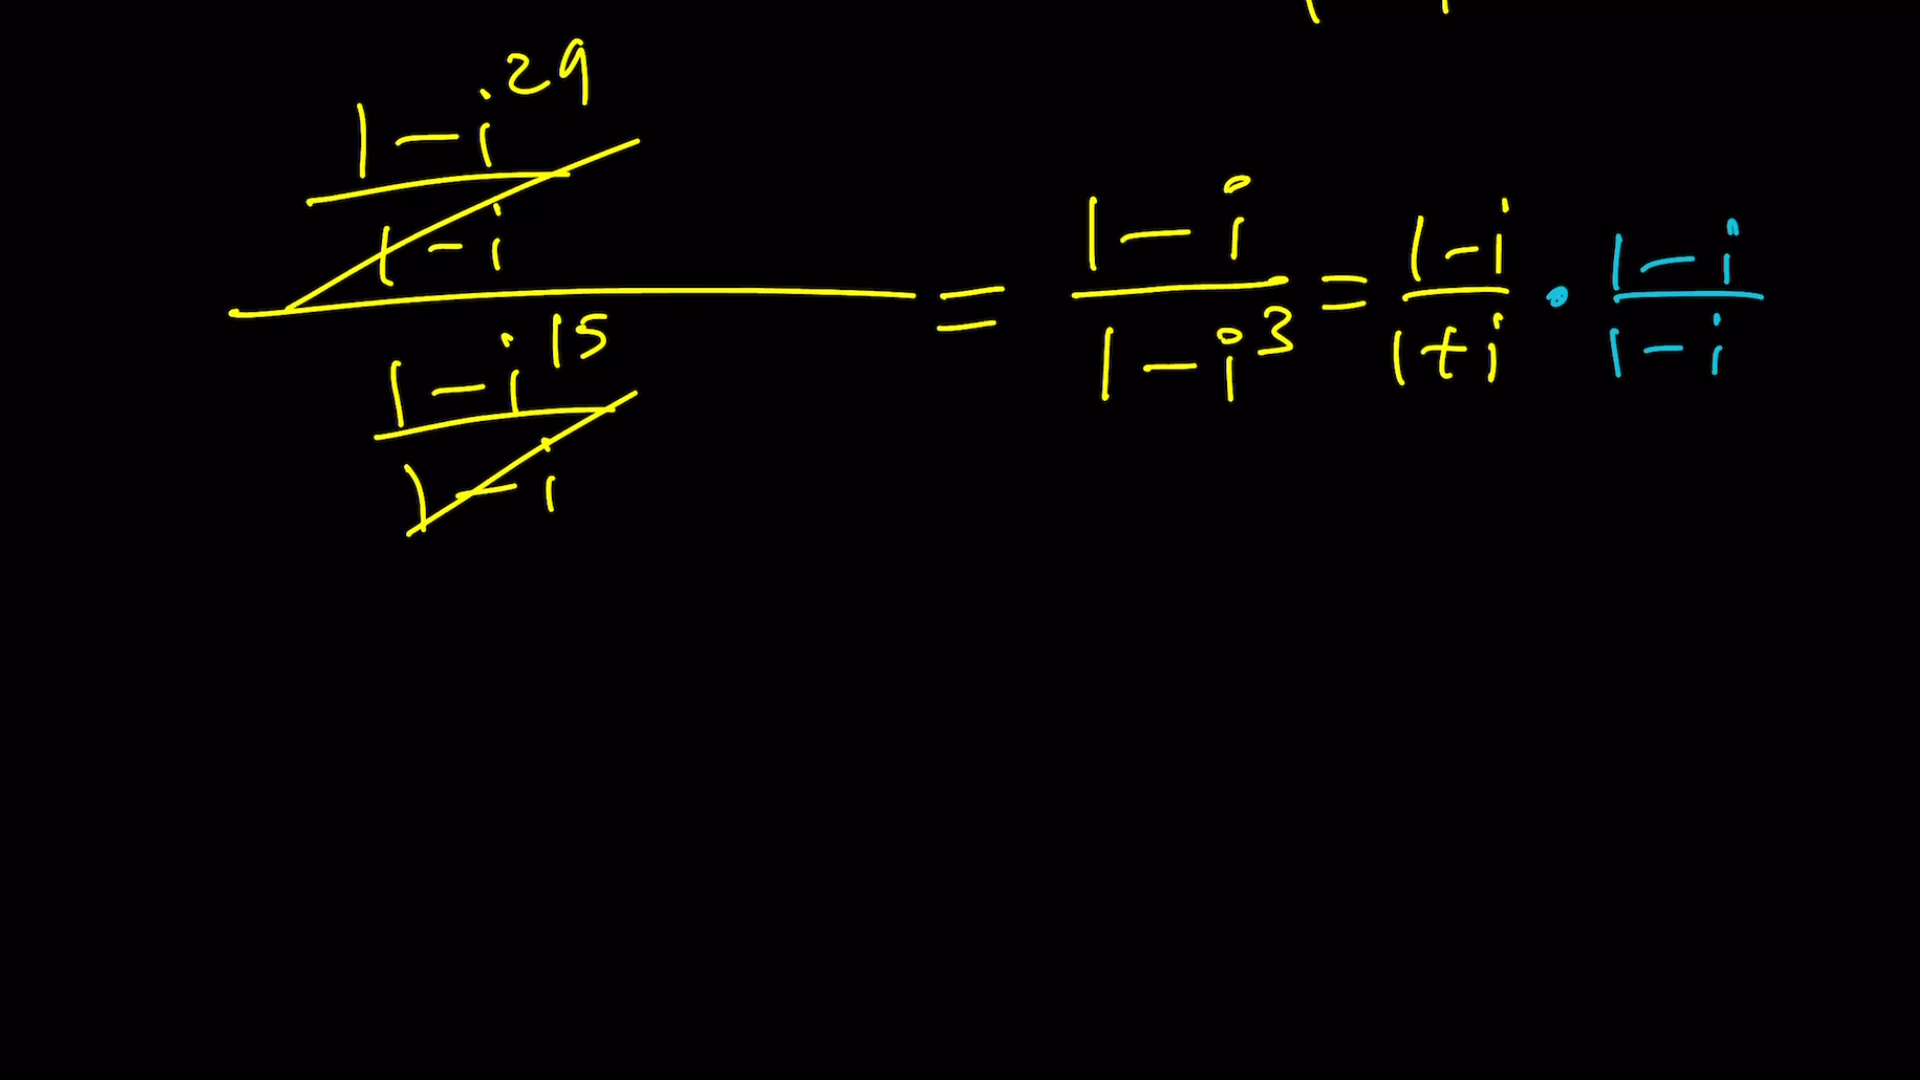 1 - i^29
1 - i
1 - i^15
1 - i
= 1 - i / 1 - i^3 = 1 - i / 1 + i · 1 - i / 1 - i